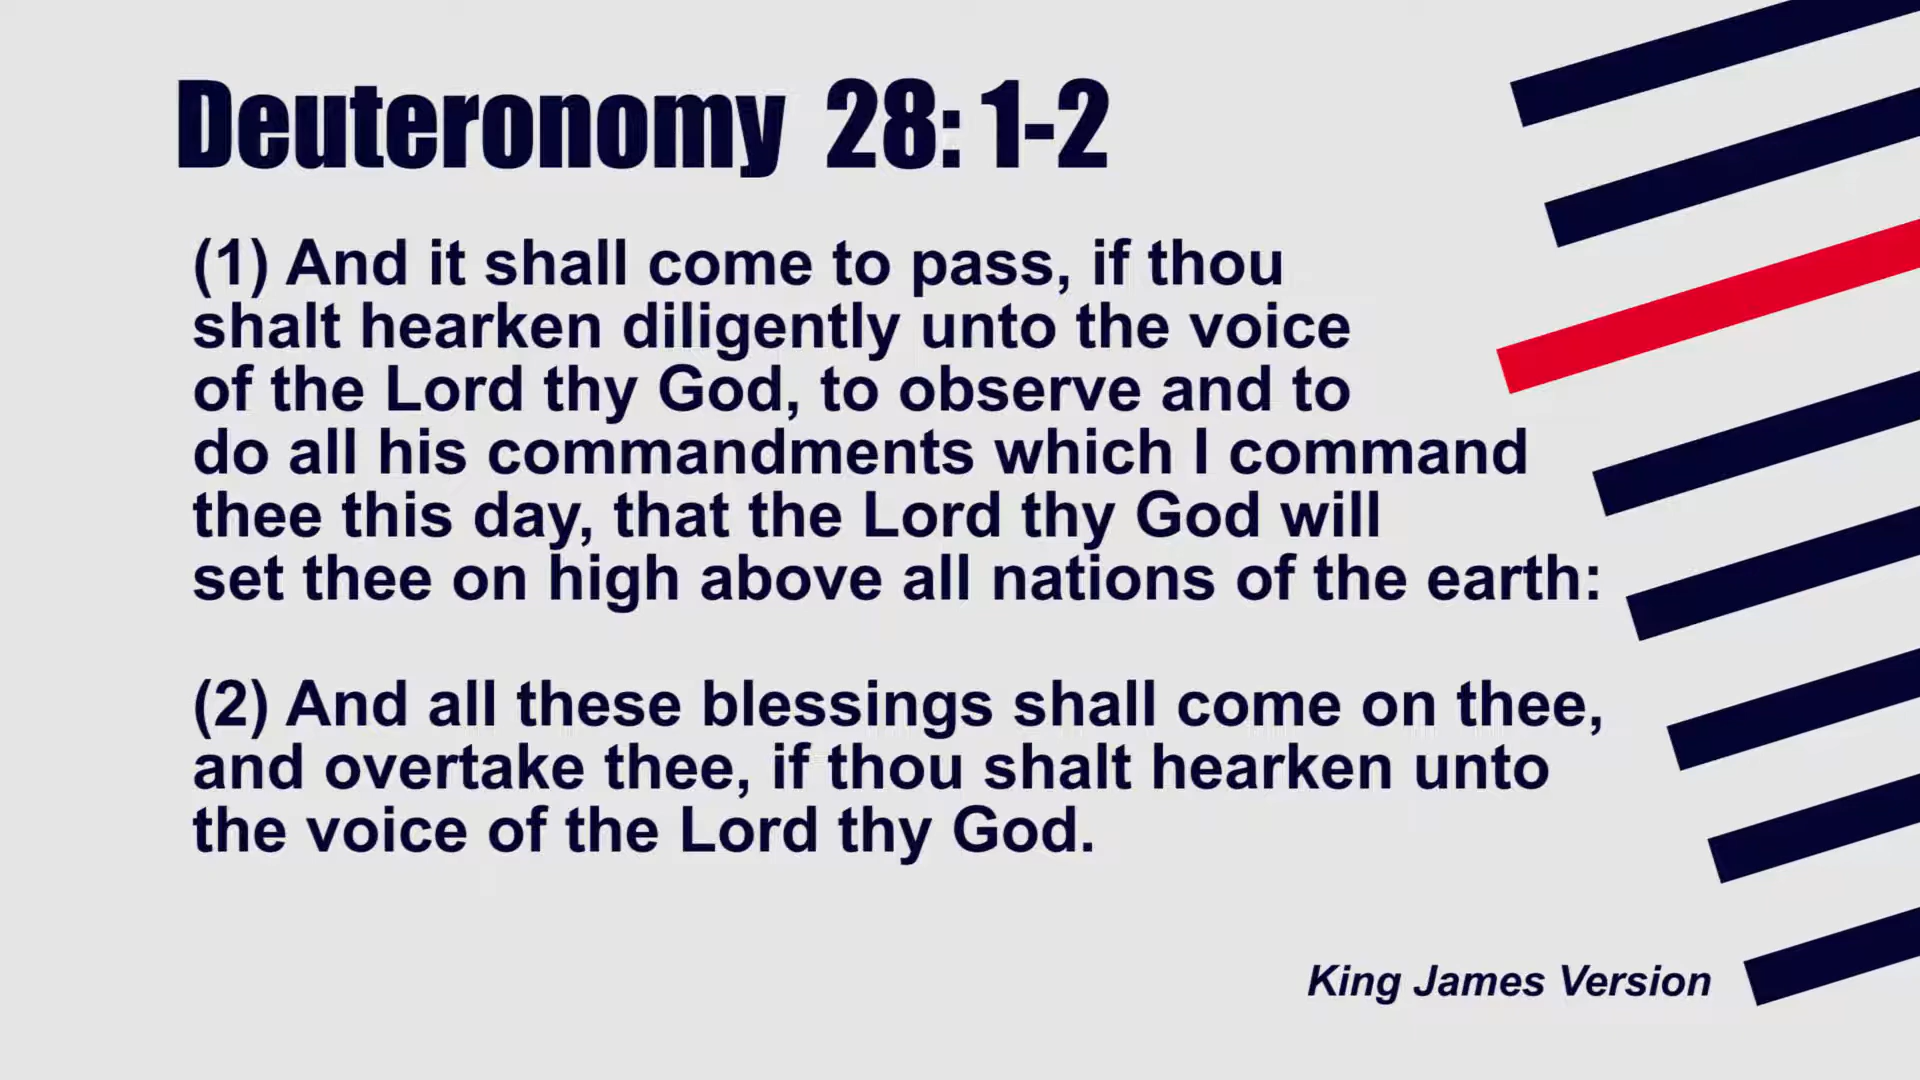 Deuteronomy 28: 1-2
(1) And it shall come to pass, if thou
shalt hearken diligently unto the voice
of the Lord thy God, to observe and to
do all his commandments which I command
thee this day, that the Lord thy God will
set thee on high above all nations of the earth:
(2) And all these blessings shall come on thee,
and overtake thee, if thou shalt hearken unto
the voice of the Lord thy God.
King James Version